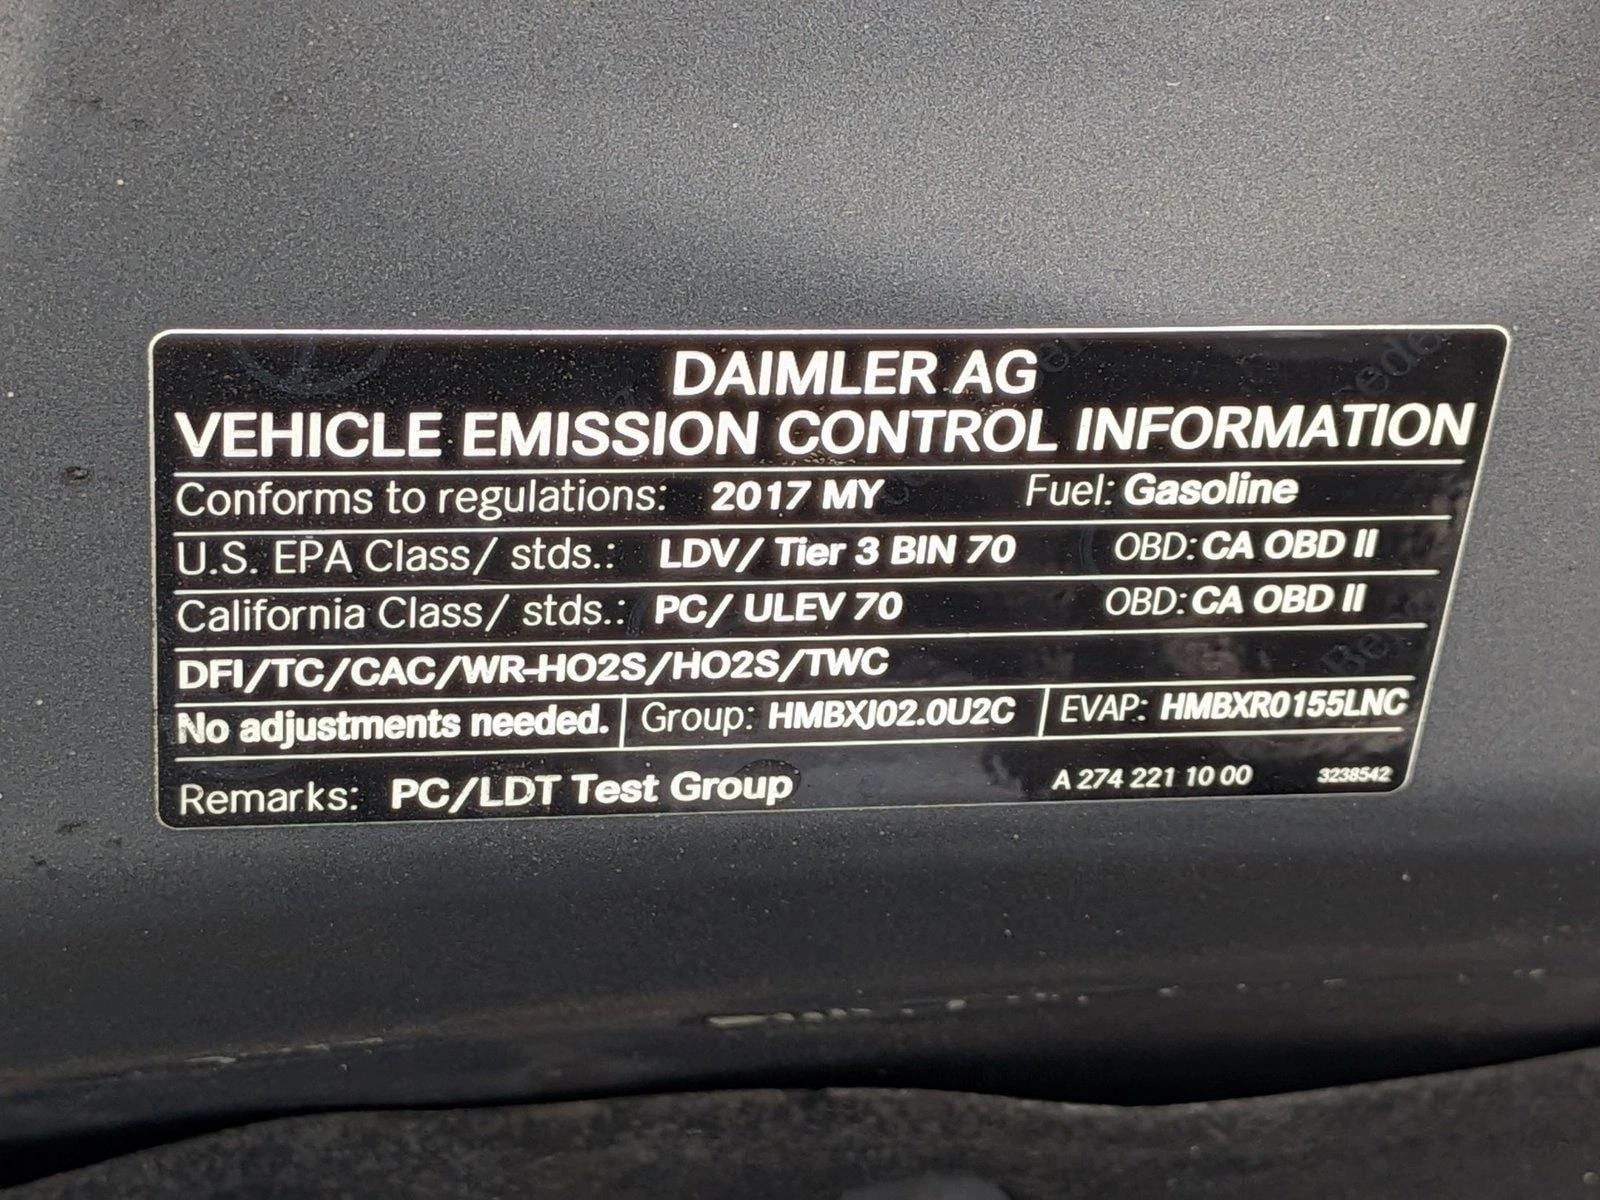 DAIMLER AG
VEHICLE EMISSION CONTROL INFORMATION
Conforms to regulations: 2017 MY Fuel: Gasoline
U.S. EPA Class/ stds.: LDV/ Tier 3 BIN 70 OBD: CA OBD II
California Class/ stds.: PC/ ULEV 70 OBD: CA OBD II
DFI/TC/CAC/WR-HO2S/HO2S/TWC
No adjustments needed. Group: HMBXJ02.0U2C EVAP: HMBXR0155LNC
Remarks: PC/LDT Test Group A 274 221 10 00 3238542